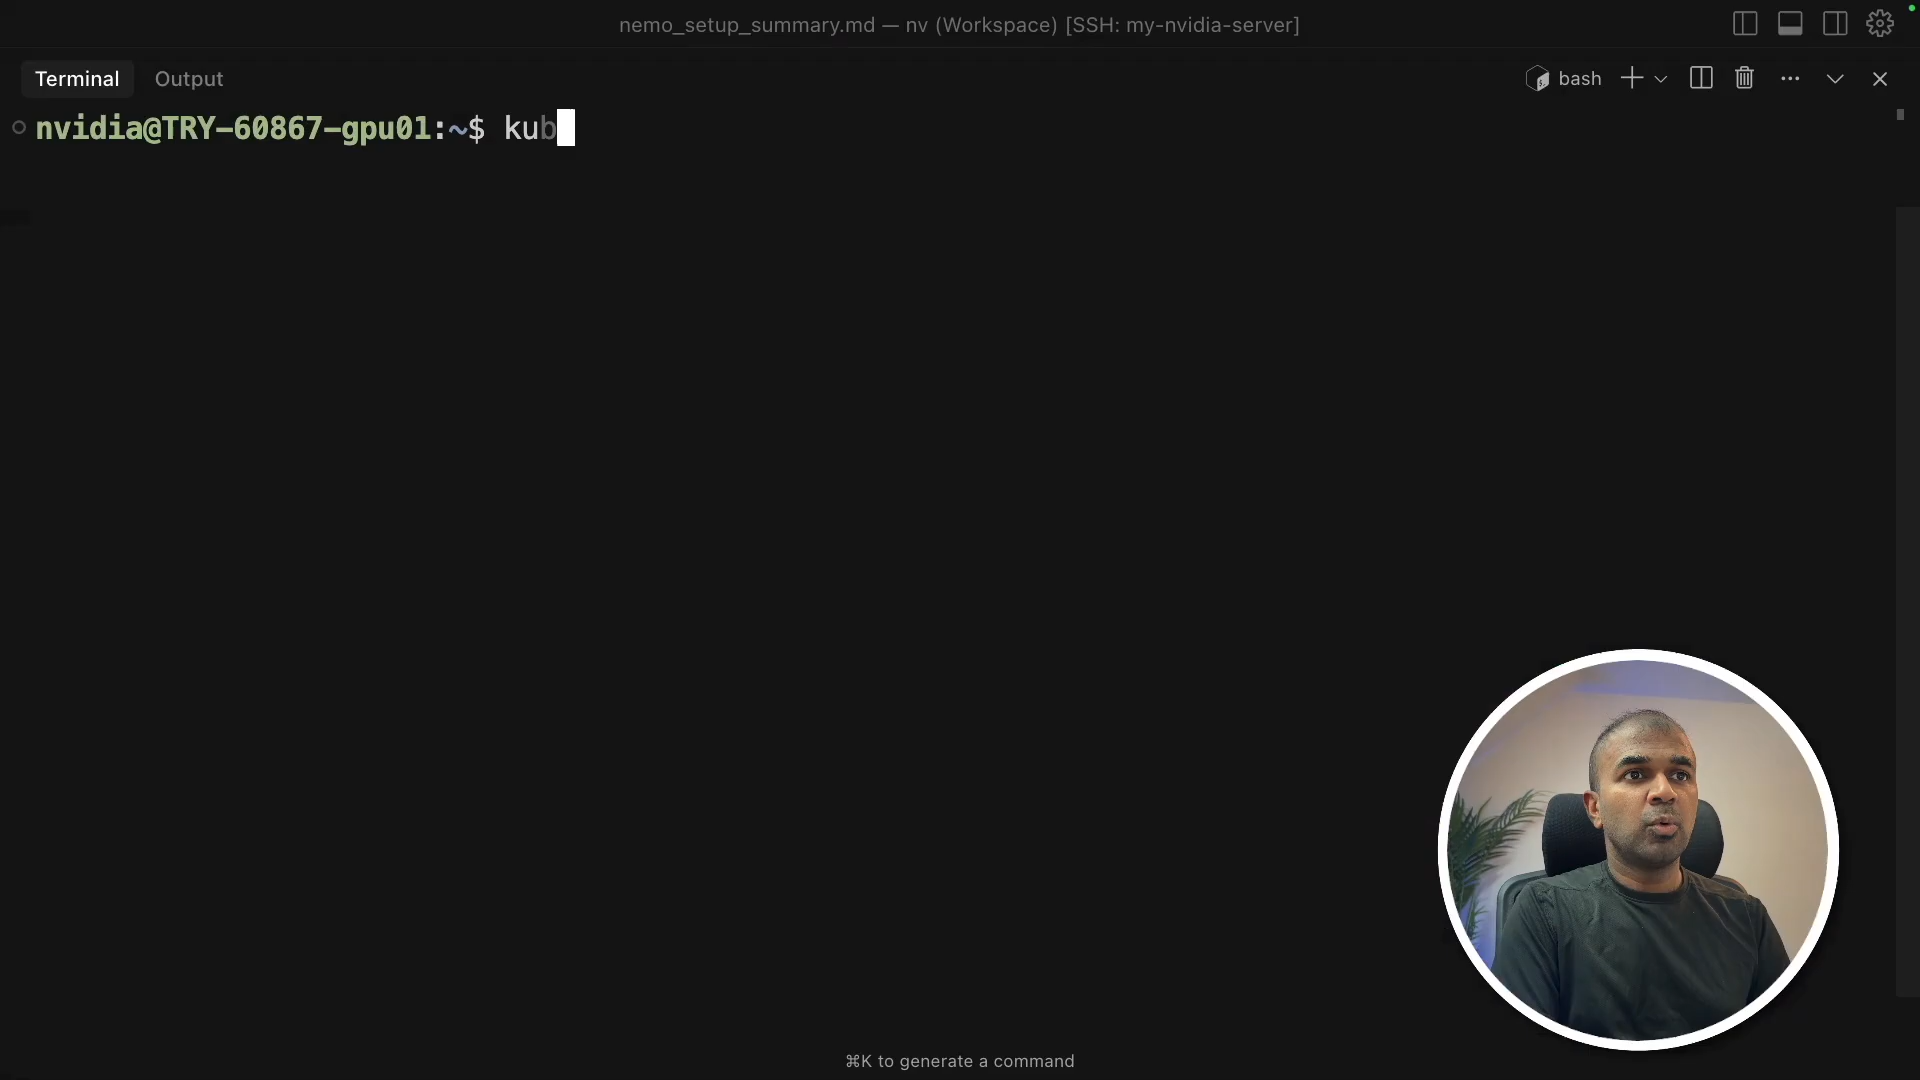 nemo_setup_summary.md — nv (Workspace) [SSH: my-nvidia-server]
Terminal Output
bash
nvidia@TRY-60867-gpu01:~$ kub
⌘K to generate a command